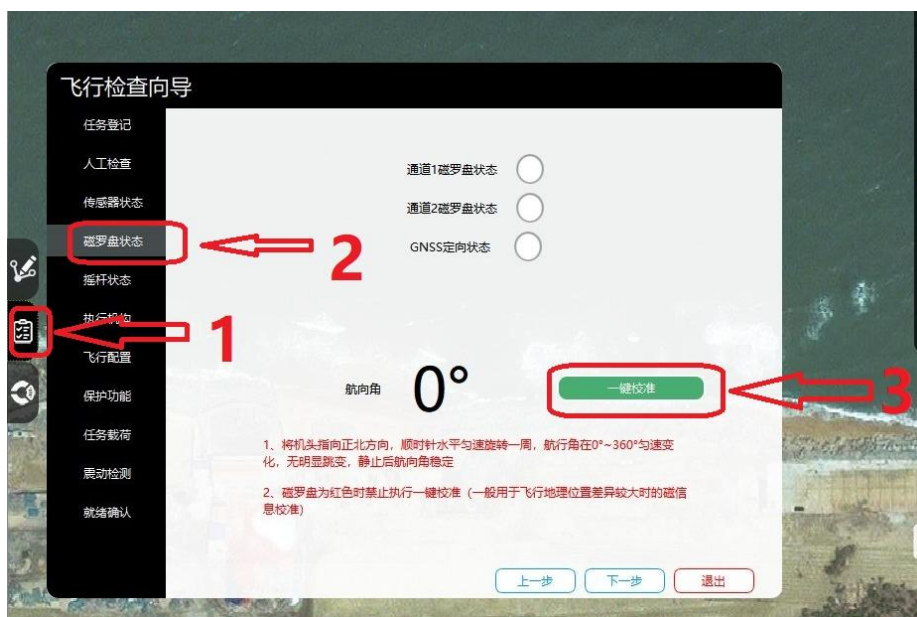 飞行检查向导
任务登记
人工检查
传感器状态
磁罗盘状态
摇杆状态
执行机构
飞行配置
保护功能
任务载荷
震动检测
就绪确认
通道1磁罗盘状态
通道2磁罗盘状态
GNSS定向状态
2
1
3
航向角
0°
一键校准
1、将机头指向正北方向，顺时针水平匀速旋转一周，航行角在0°~360°匀速变
化，无明显跳变，静止后航向角稳定
2、磁罗盘为红色时禁止执行一键校准（一般用于飞行地理位置差异较大时的磁信
息校准）
上一步
下一步
退出